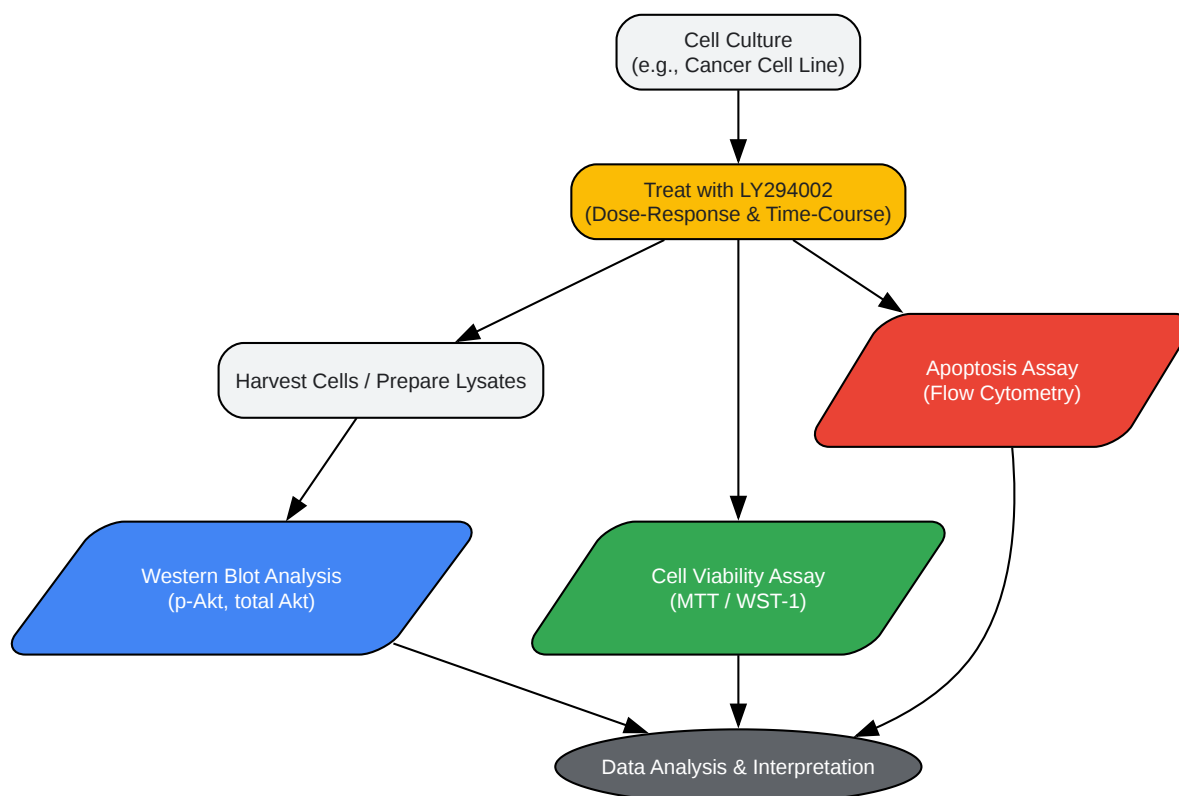 Cell Culture
(e.g., Cancer Cell Line)
Treat with LY294002
(Dose-Response & Time-Course)
Harvest Cells / Prepare Lysates
Apoptosis Assay
(Flow Cytometry)
Western Blot Analysis
(p-Akt, total Akt)
Cell Viability Assay
(MTT / WST-1)
Data Analysis & Interpretation